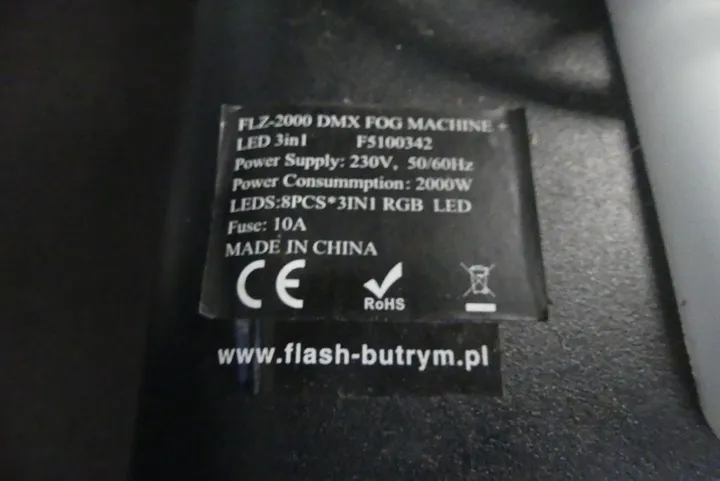 FLZ-2000 DMX FOG MACHINE +
LED 3in1 F5100342
Power Supply: 230V, 50/60Hz
Power Consummption: 2000W
LEDS:8PCS*3IN1 RGB LED
Fuse: 10A
MADE IN CHINA
CE
RoHS
www.flash-butrym.pl